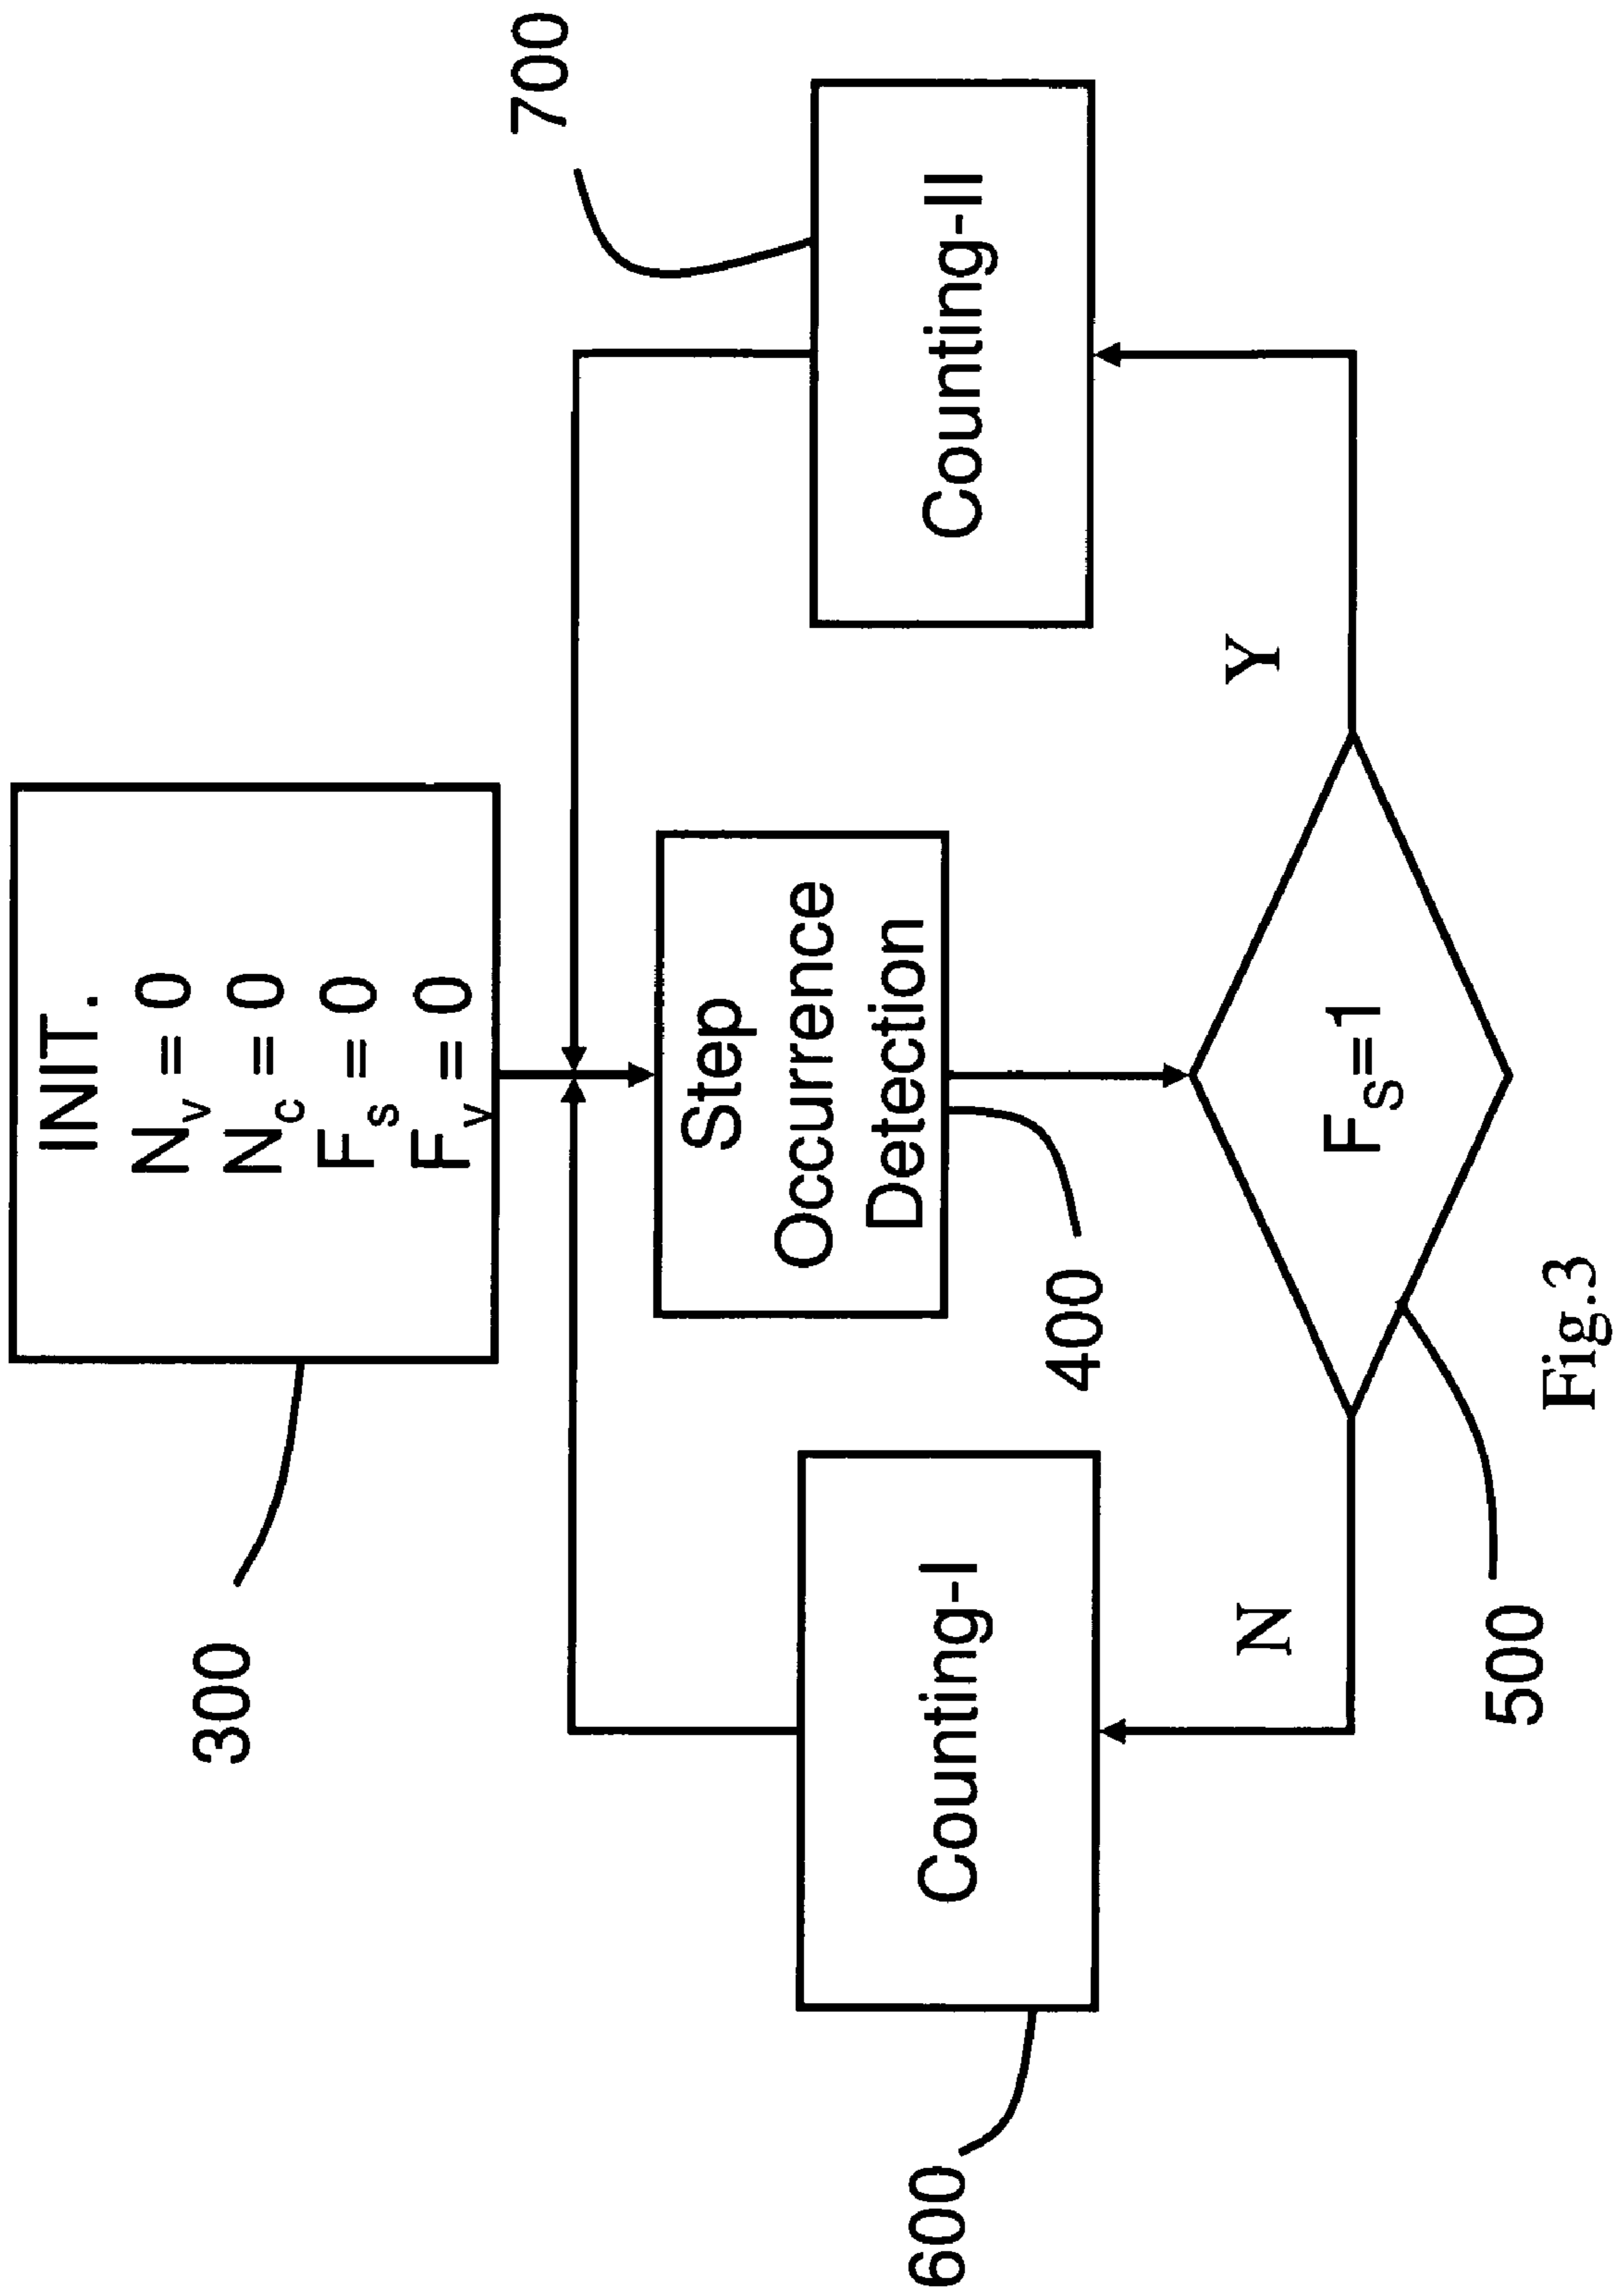 300
INIT.
Nv = 0
Nc = 0
Fs = 0
Fv = 0
700
Step
Occurrence
Detection
400
600
Counting-I
Counting-II
N
Y
FS=1
500
Fig.3